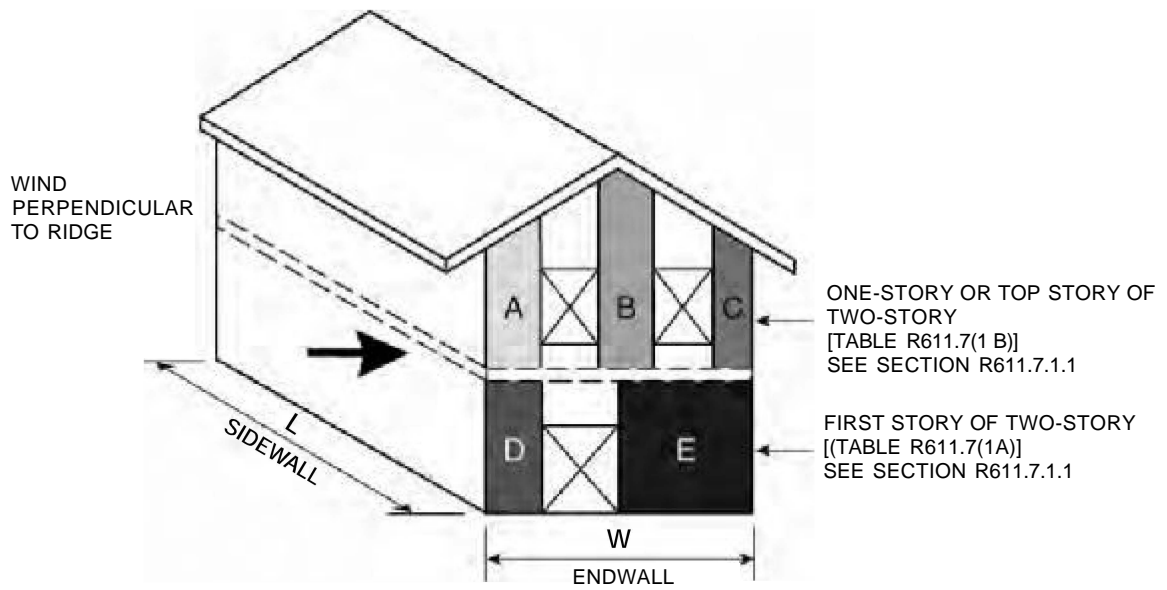 WIND
PERPENDICULAR
TO RIDGE
A
B
C
ONE-STORY OR TOP STORY OF
TWO-STORY
[TABLE R611.7(1 B)]
SEE SECTION R611.7.1.1
D
E
FIRST STORY OF TWO-STORY
[(TABLE R611.7(1A)]
SEE SECTION R611.7.1.1
L
SIDEWALL
W
ENDWALL